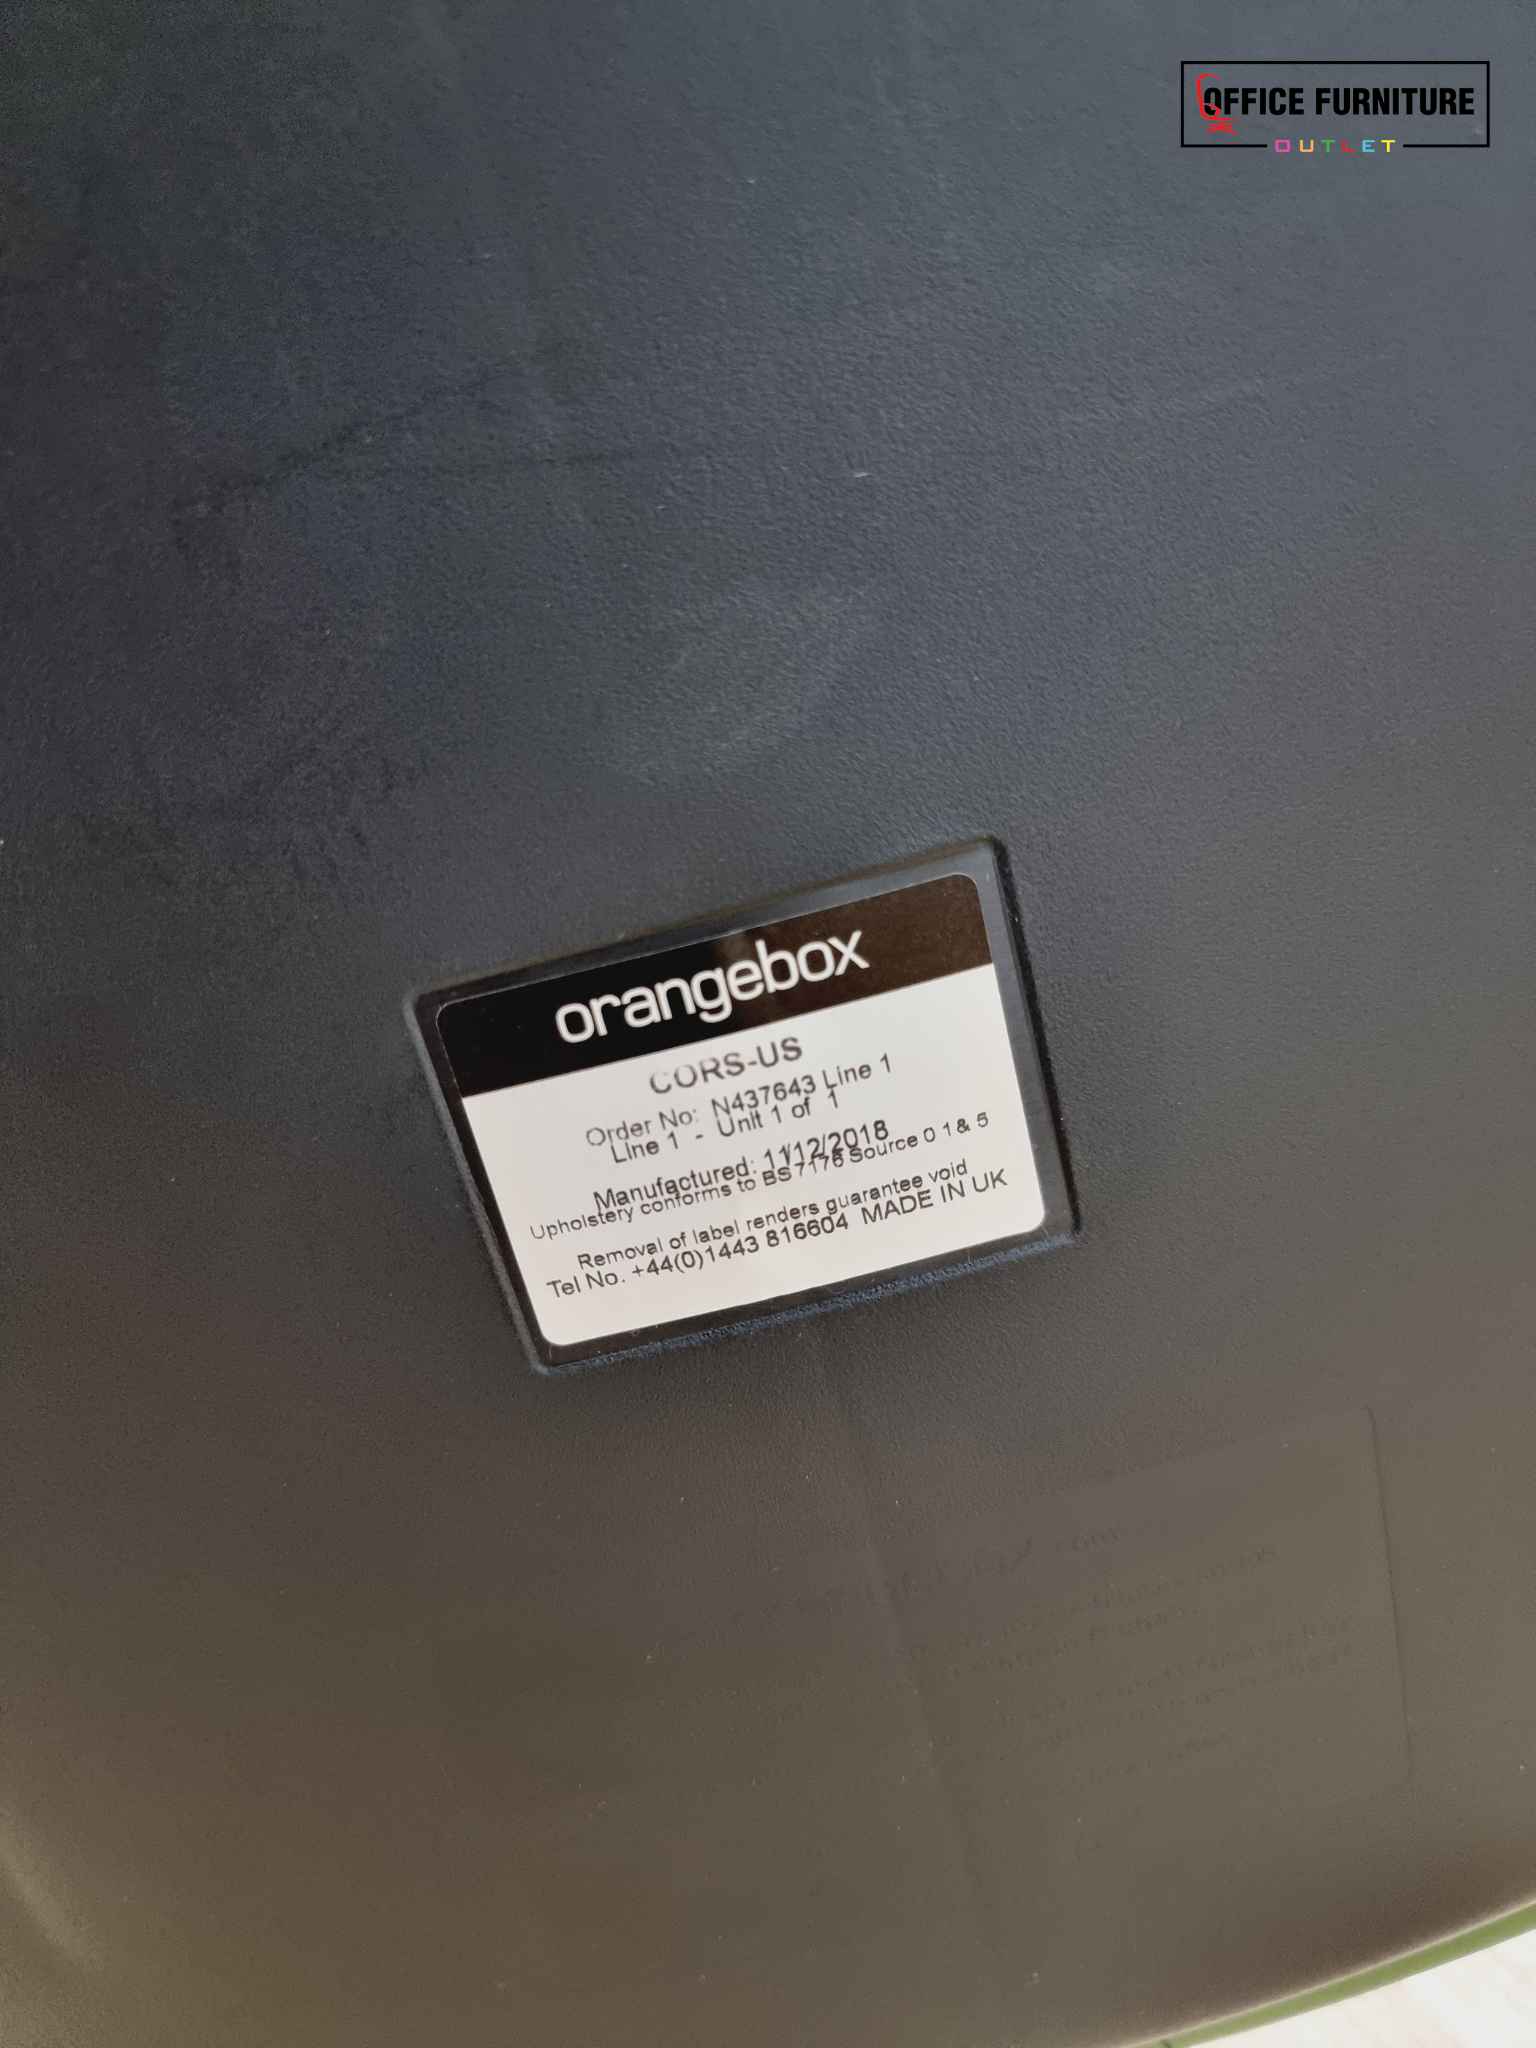 OFFICE FURNITURE
OUTLET
orangebox
CORS-US
Order No: N437643 Line 1
Line 1 - Unit 1 of 1
Manufactured: 11/12/2018
Upholstery conforms to BS7176 Source 0 1 & 5
Removal of label renders guarantee void
Tel No. +44(0)1443 816604 MADE IN UK